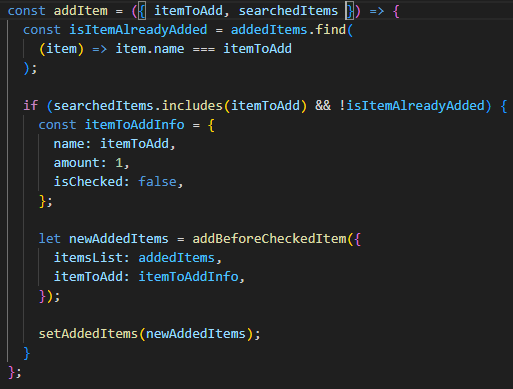 const addItem = ({ itemToAdd, searchedItems }) => {
  const isItemAlreadyAdded = addedItems.find(
    (item) => item.name === itemToAdd
  );

  if (searchedItems.includes(itemToAdd) && !isItemAlreadyAdded) {
    const itemToAddInfo = {
      name: itemToAdd,
      amount: 1,
      isChecked: false,
    };

    let newAddedItems = addBeforeCheckedItem({
      itemsList: addedItems,
      itemToAdd: itemToAddInfo,
    });

    setAddedItems(newAddedItems);
  }
};